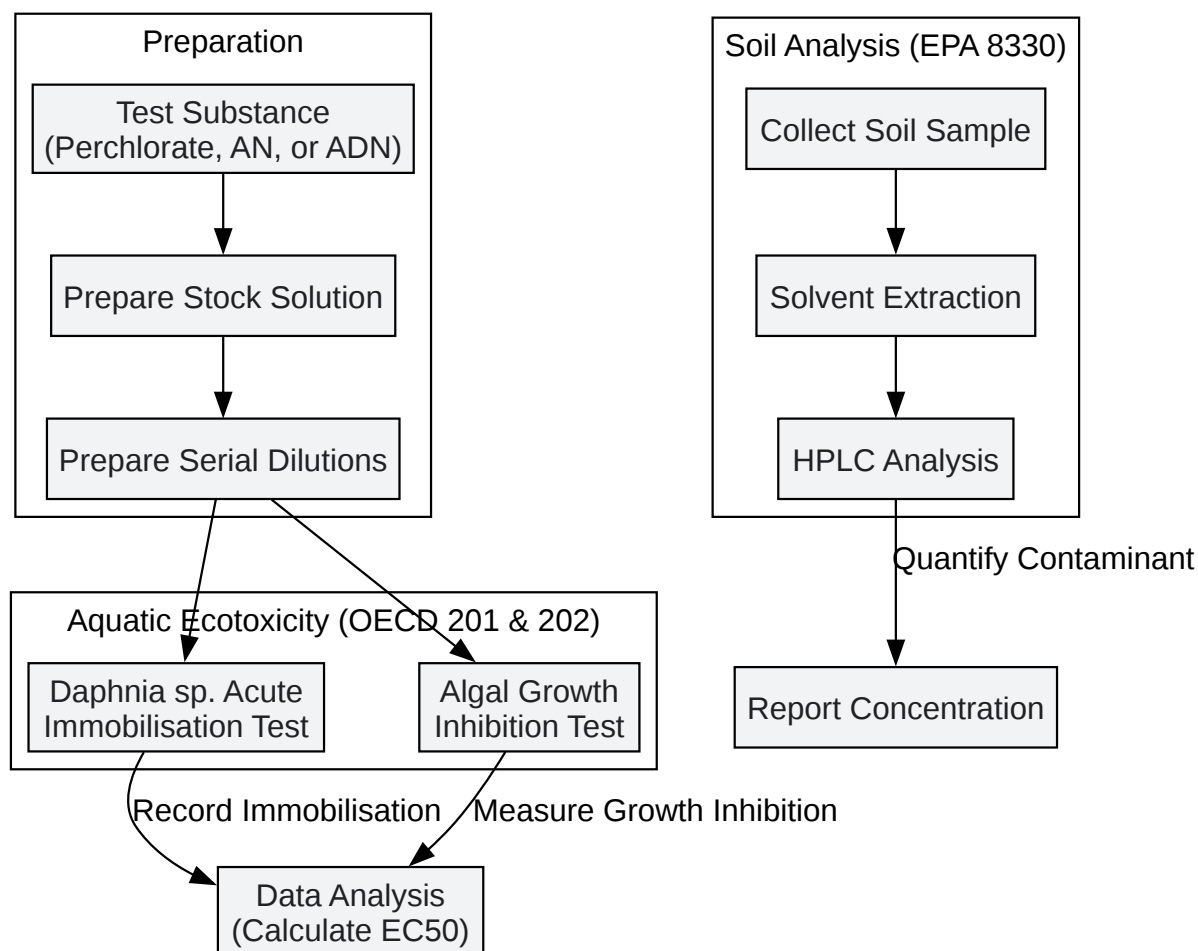 Preparation
Test Substance
(Perchlorate, AN, or ADN)
Prepare Stock Solution
Prepare Serial Dilutions
Aquatic Ecotoxicity (OECD 201 & 202)
Daphnia sp. Acute
Immobilisation Test
Algal Growth
Inhibition Test
Record Immobilisation
Measure Growth Inhibition
Data Analysis
(Calculate EC50)
Soil Analysis (EPA 8330)
Collect Soil Sample
Solvent Extraction
HPLC Analysis
Quantify Contaminant
Report Concentration